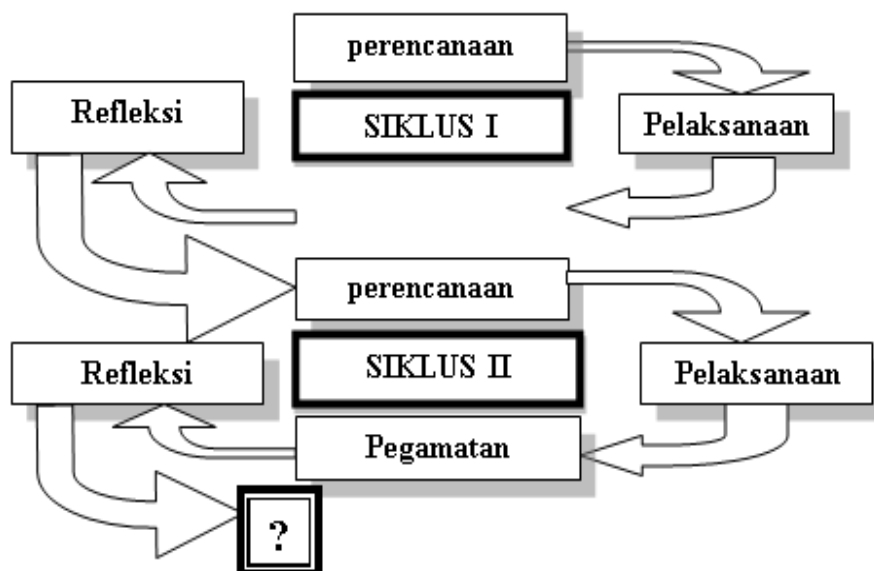 perencanaan
Refleksi
SIKLUS I
Pelaksanaan
perencanaan
Refleksi
SIKLUS II
Pelaksanaan
Pegamatan
?